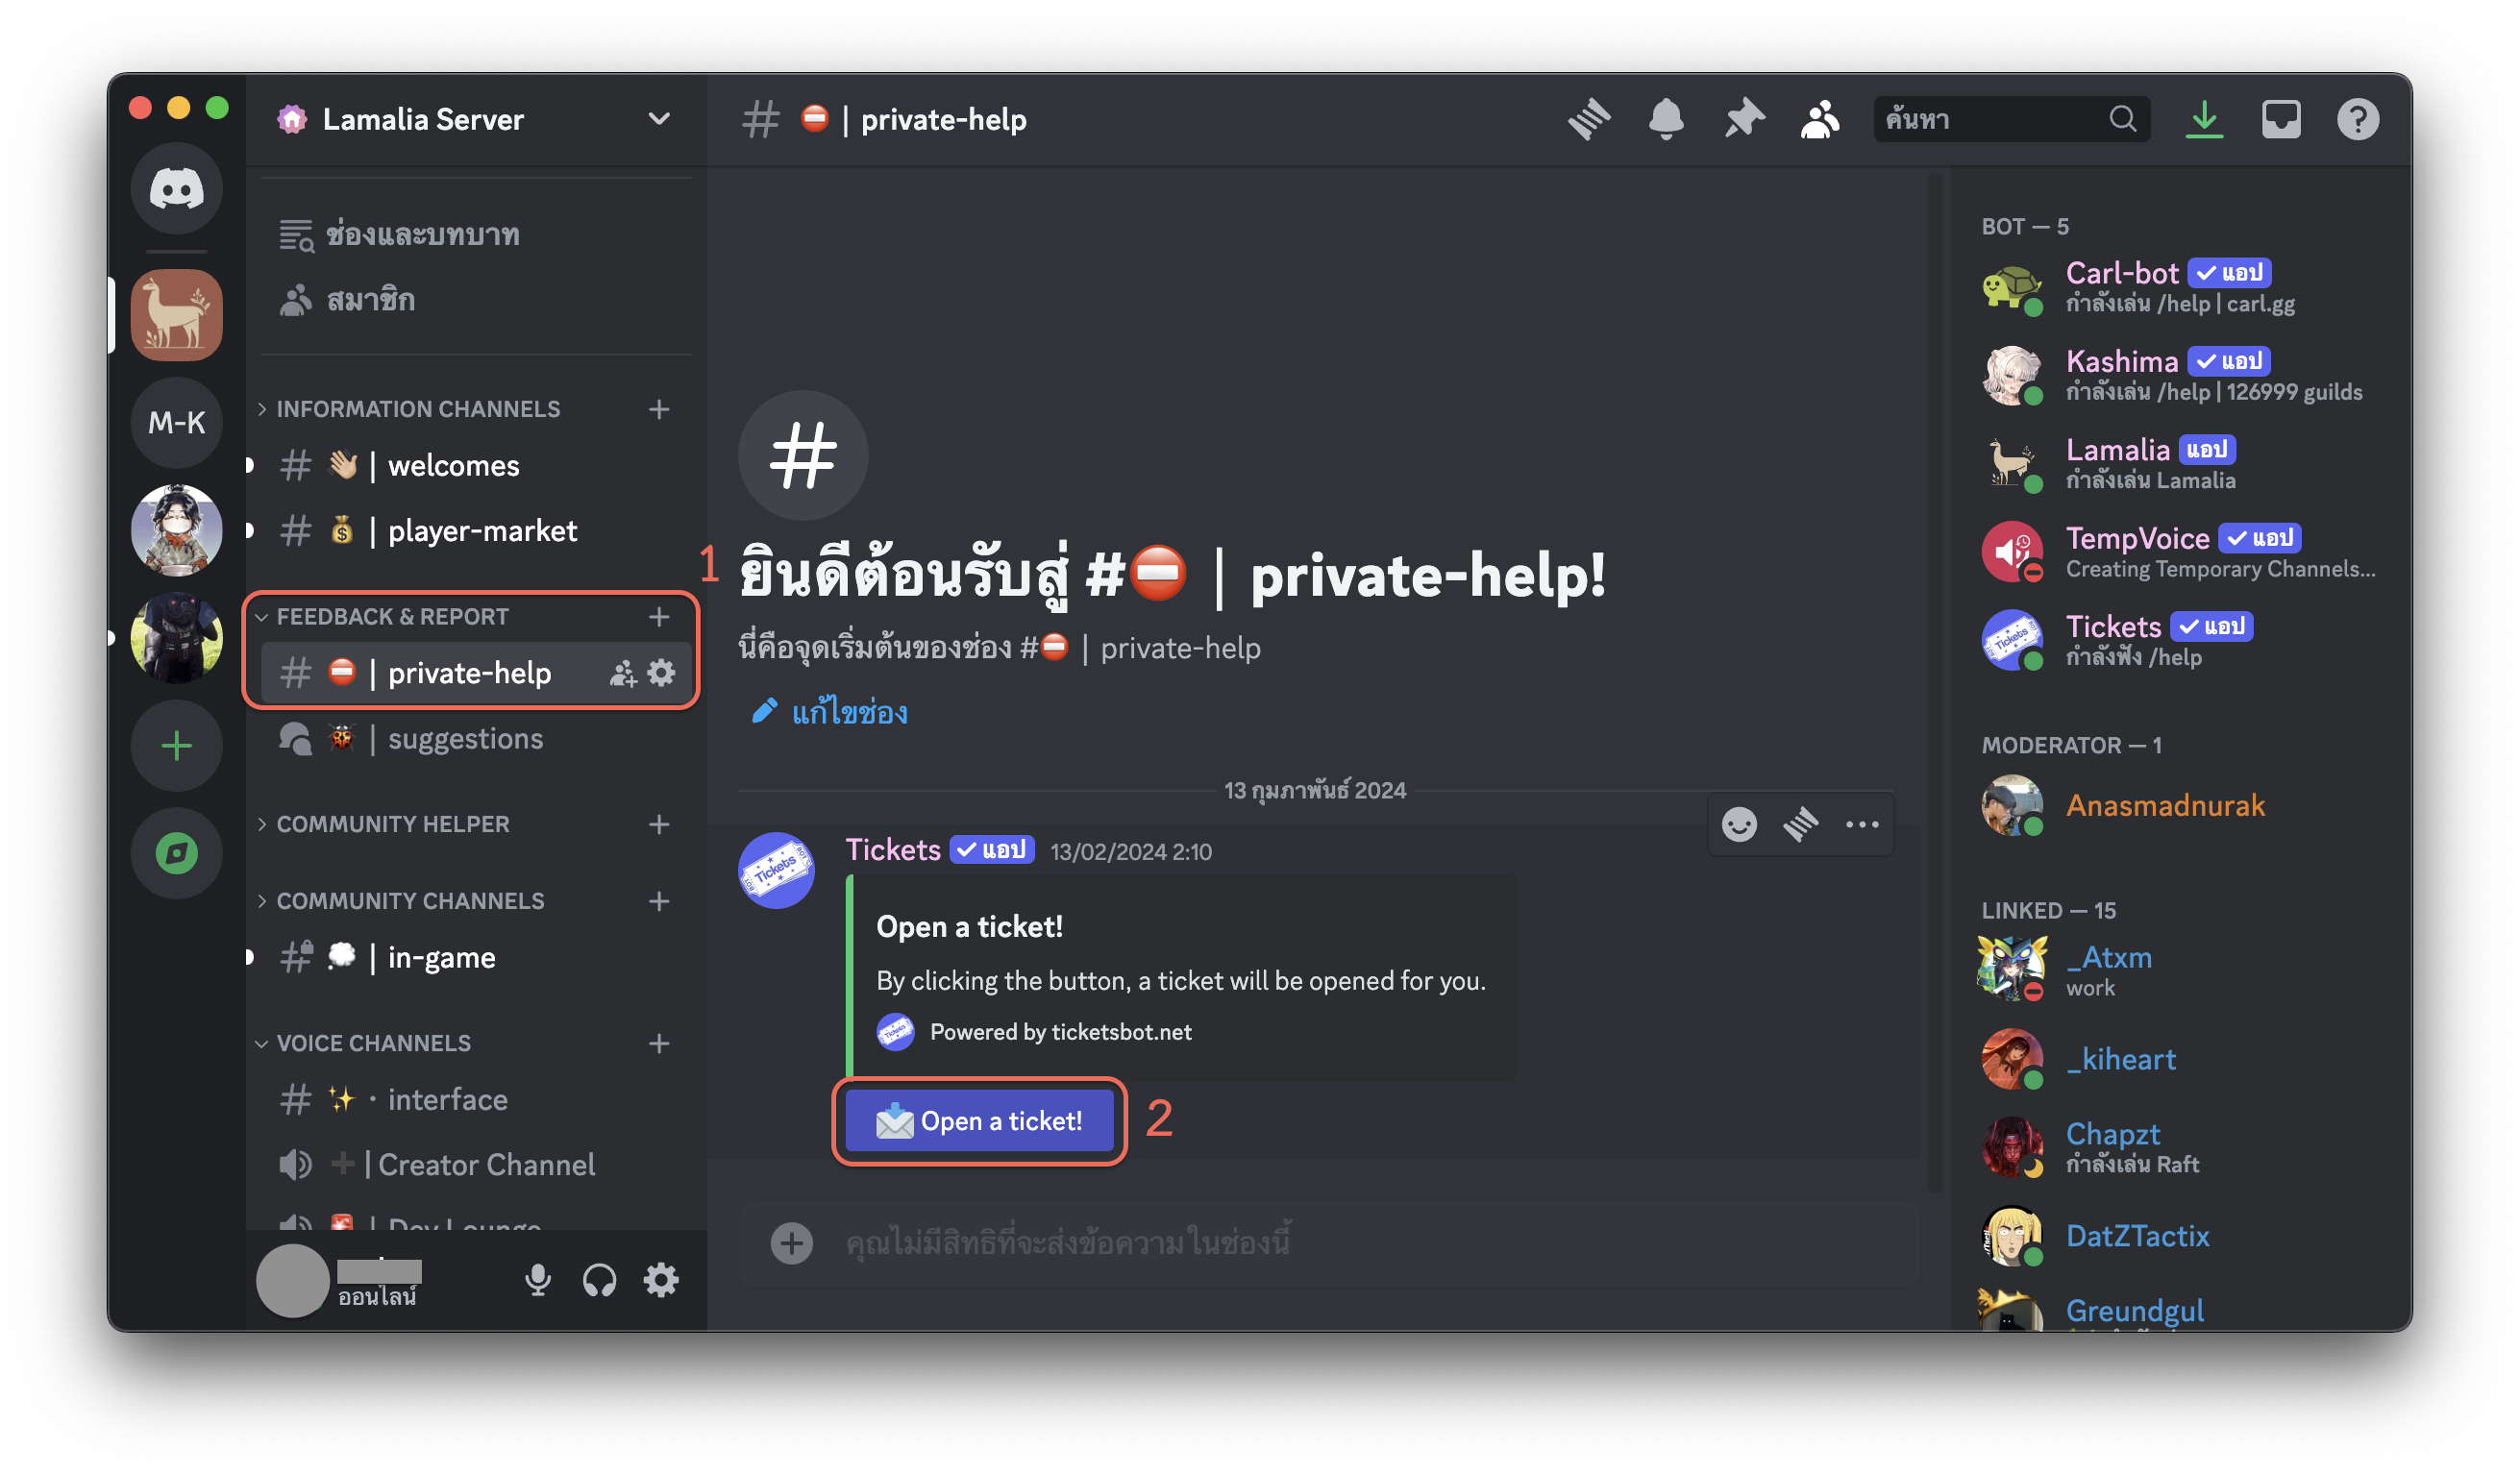 Lamalia Server
ช่องและบทบาท
สมาชิก
INFORMATION CHANNELS
| welcomes
| player-market
FEEDBACK & REPORT
| private-help
| suggestions
COMMUNITY HELPER
COMMUNITY CHANNELS
| in-game
VOICE CHANNELS
· interface
| Creator Channel
| Dev Lounge
ออนไลน์
M-K
1
# | private-help
ค้นหา
ยินดีต้อนรับสู่ # | private-help!
นี่คือจุดเริ่มต้นของช่อง # | private-help
แก้ไขช่อง
13 กุมภาพันธ์ 2024
Tickets แอป 13/02/2024 2:10
Open a ticket!
By clicking the button, a ticket will be opened for you.
Powered by ticketsbot.net
Open a ticket!
2
คุณไม่มีสิทธิที่จะส่งข้อความในช่องนี้
BOT — 5
Carl-bot แอป
กำลังเล่น /help | carl.gg
Kashima แอป
กำลังเล่น /help | 126999 guilds
Lamalia แอป
กำลังเล่น Lamalia
TempVoice แอป
Creating Temporary Channels...
Tickets แอป
กำลังฟัง /help
MODERATOR — 1
Anasmadnurak
LINKED — 15
_Atxm
work
_kiheart
Chapzt
กำลังเล่น Raft
DatZTactix
Greundgul